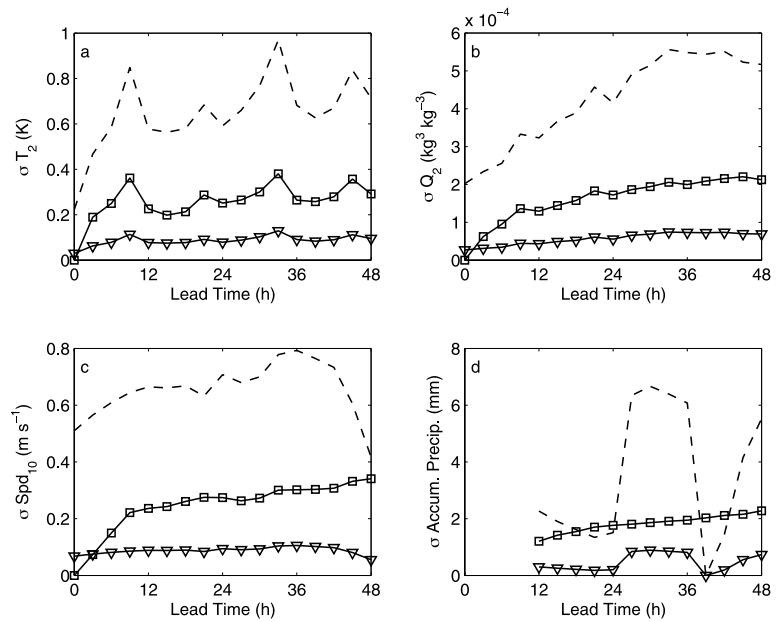 a
1
0.8
0.6
0.4
0.2
0
σ T2 (K)
0 12 24 36 48
Lead Time (h)
x 10−4
b
6
5
4
3
2
1
0
σ Q2 (kg3 kg−3)
0 12 24 36 48
Lead Time (h)
c
0.8
0.6
0.4
0.2
0
σ Spd10 (m s−1)
0 12 24 36 48
Lead Time (h)
d
8
6
4
2
0
σ Accum. Precip. (mm)
0 12 24 36 48
Lead Time (h)